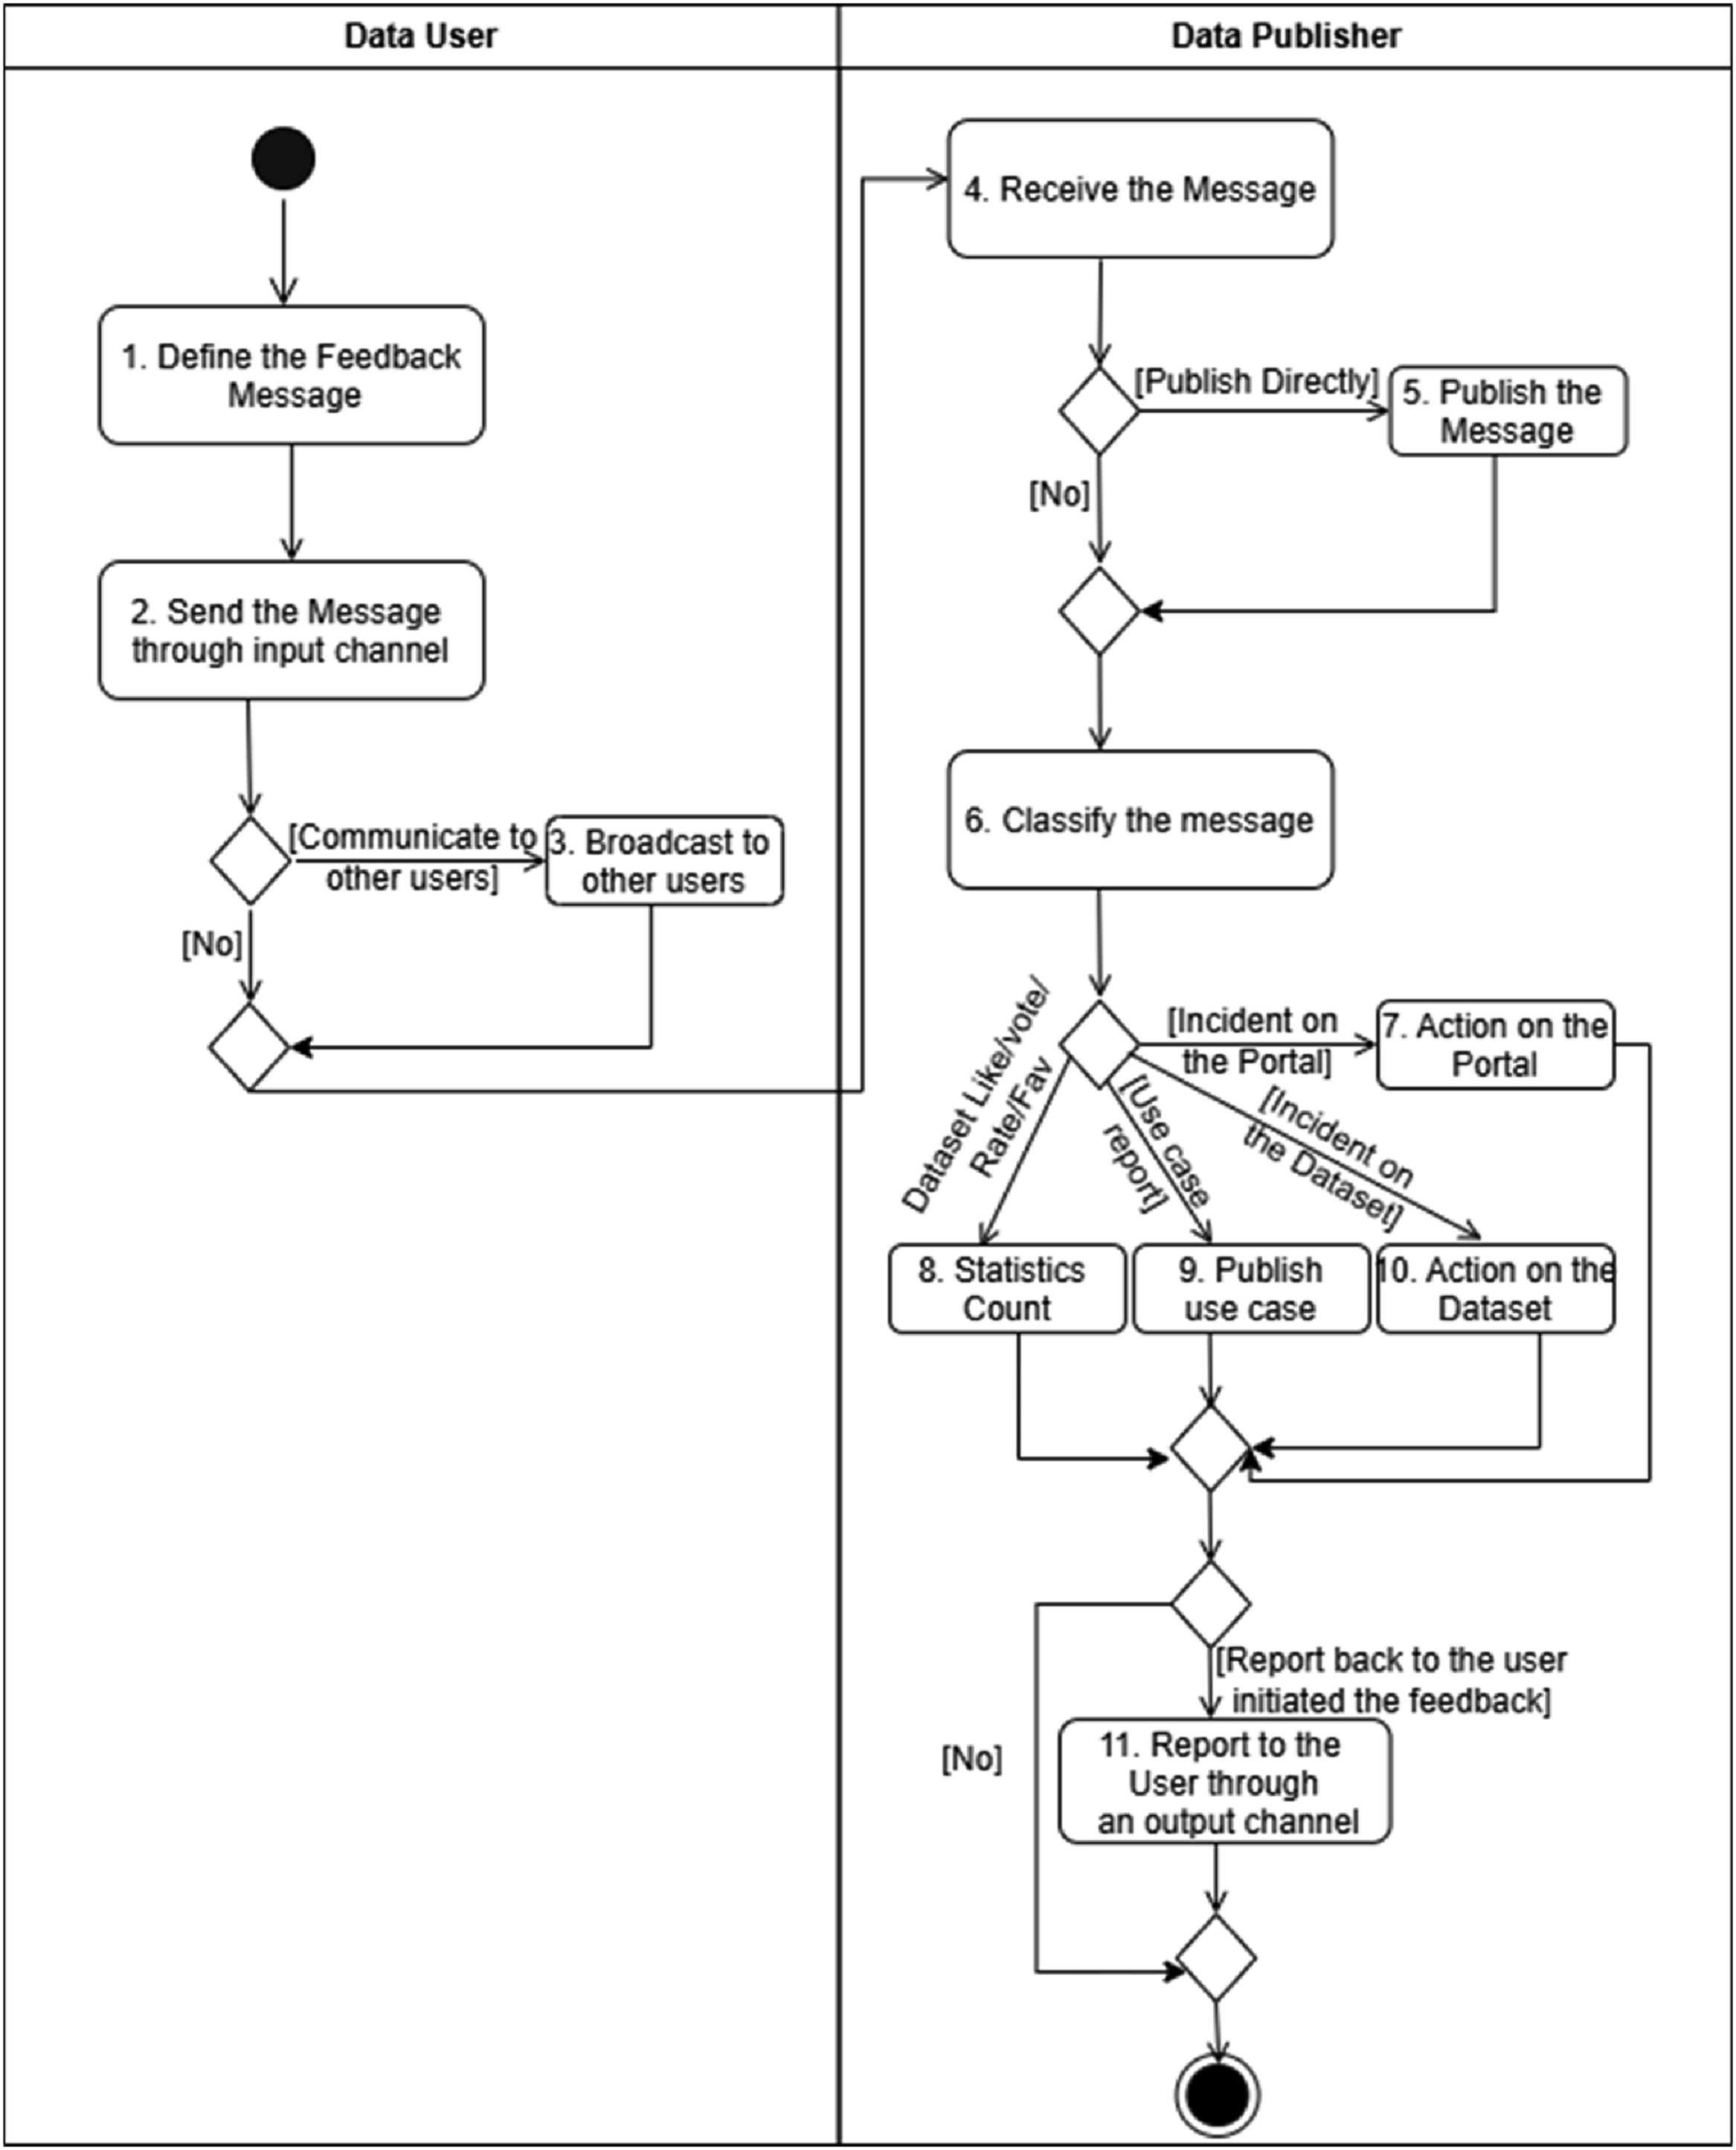 Data User
Data Publisher
1. Define the Feedback
Message
2. Send the Message
through input channel
[Communicate to
other users]
3. Broadcast to
other users
[No]
4. Receive the Message
[Publish Directly]
5. Publish the
Message
[No]
6. Classify the message
[Incident on
the Portal]
7. Action on the
Portal
Dataset Like/vote/
Rate/Fav
[Use case
report]
[Incident on
the Dataset]
8. Statistics
Count
9. Publish
use case
10. Action on the
Dataset
[Report back to the user
initiated the feedback]
[No]
11. Report to the
User through
an output channel